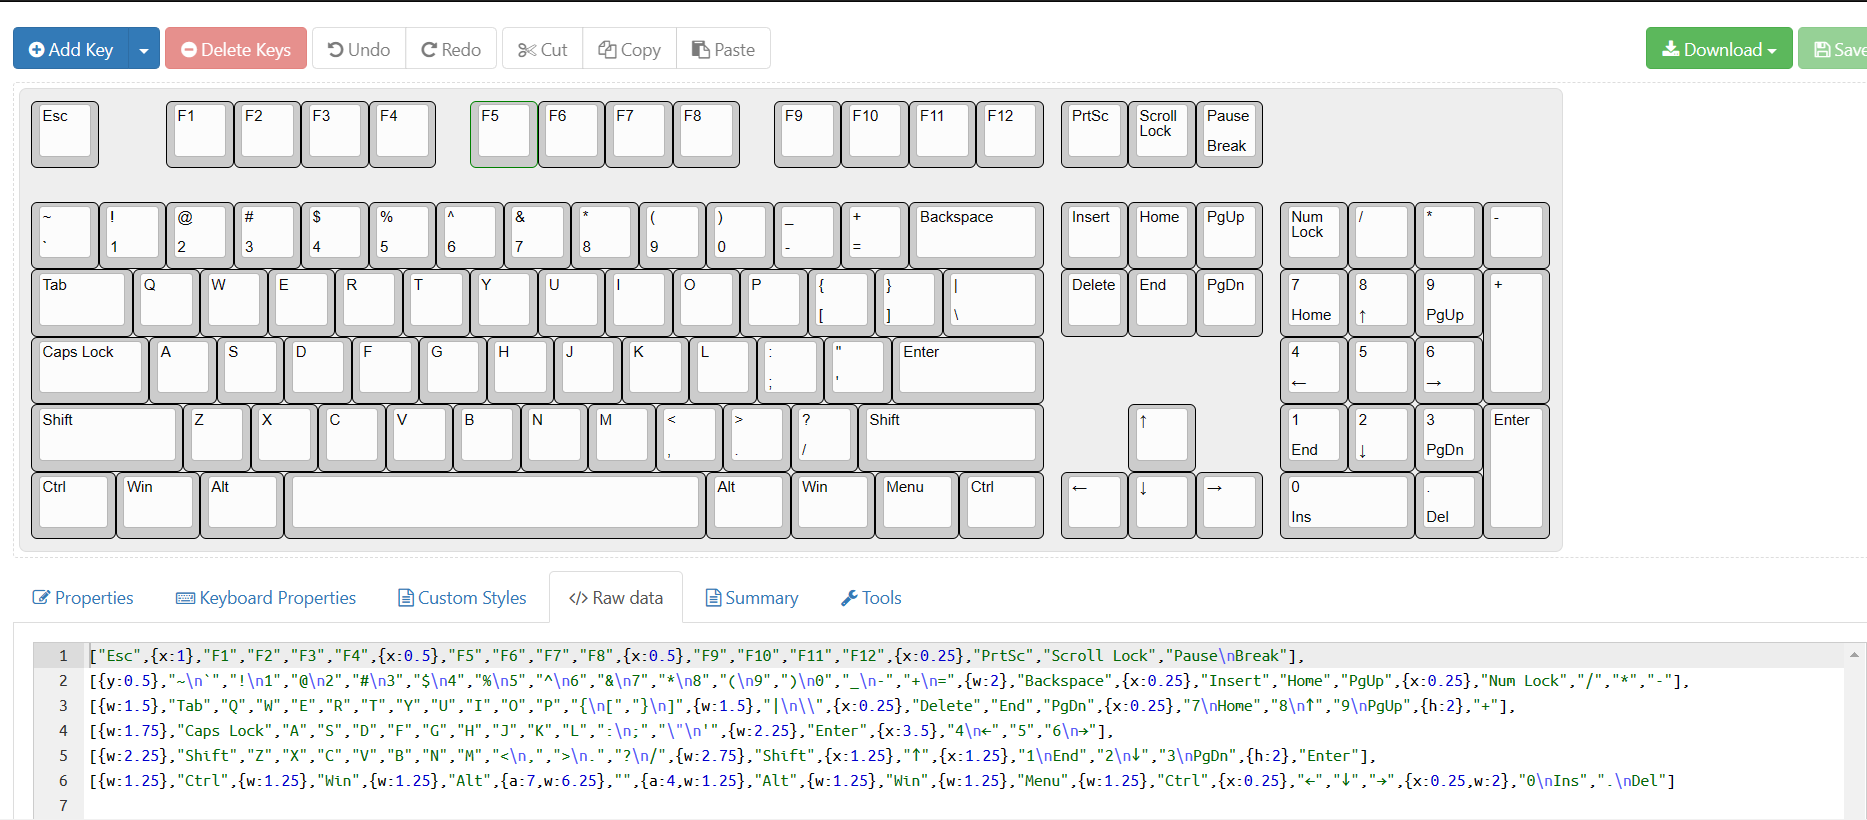 Add Key Delete Keys Undo Redo Cut Copy Paste Download Save
Esc F1 F2 F3 F4 F5 F6 F7 F8 F9 F10 F11 F12 PrtSc Scroll Lock Pause Break
~ ` ! 1 @ 2 # 3 $ 4 % 5 ^ 6 & 7 * 8 ( 9 ) 0 _ - + = Backspace Insert Home PgUp Num Lock / * -
Tab Q W E R T Y U I O P { [ } ] | \ Delete End PgDn 7 Home 8 ↑ 9 PgUp +
Caps Lock A S D F G H J K L : ; " ' Enter 4 ← 5 6 →
Shift Z X C V B N M < , > . ? / Shift ↑ 1 End 2 ↓ 3 PgDn Enter
Ctrl Win Alt Alt Win Menu Ctrl ← ↓ → 0 Ins . Del
Properties Keyboard Properties Custom Styles </> Raw data Summary Tools
1 ["Esc",{x:1},"F1","F2","F3","F4",{x:0.5},"F5","F6","F7","F8",{x:0.5},"F9","F10","F11","F12",{x:0.25},"PrtSc","Scroll Lock","Pause\nBreak"],
2 [{y:0.5},"~\n`","!\n1","@\n2","#\n3","$\n4","%\n5","^\n6","&\n7","*\n8","(\n9",")\n0","_\n-","+\n=",{w:2},"Backspace",{x:0.25},"Insert","Home","PgUp",{x:0.25},"Num Lock","/","*","-"],
3 [{w:1.5},"Tab","Q","W","E","R","T","Y","U","I","O","P","{\n[","}\n]",{w:1.5},"|\n\\",{x:0.25},"Delete","End","PgDn",{x:0.25},"7\nHome","8\n↑","9\nPgUp",{h:2},"+"],
4 [{w:1.75},"Caps Lock","A","S","D","F","G","H","J","K","L",":\n;","\"\n'",{w:2.25},"Enter",{x:3.5},"4\n←","5","6\n→"],
5 [{w:2.25},"Shift","Z","X","C","V","B","N","M","<\n,",">\n.","?\n/",{w:2.75},"Shift",{x:1.25},"↑",{x:1.25},"1\nEnd","2\n↓","3\nPgDn",{h:2},"Enter"],
6 [{w:1.25},"Ctrl",{w:1.25},"Win",{w:1.25},"Alt",{a:7,w:6.25},"",{a:4,w:1.25},"Alt",{w:1.25},"Win",{w:1.25},"Menu",{w:1.25},"Ctrl",{x:0.25},"←","↓","→",{x:0.25,w:2},"0\nIns",".\nDel"]
7